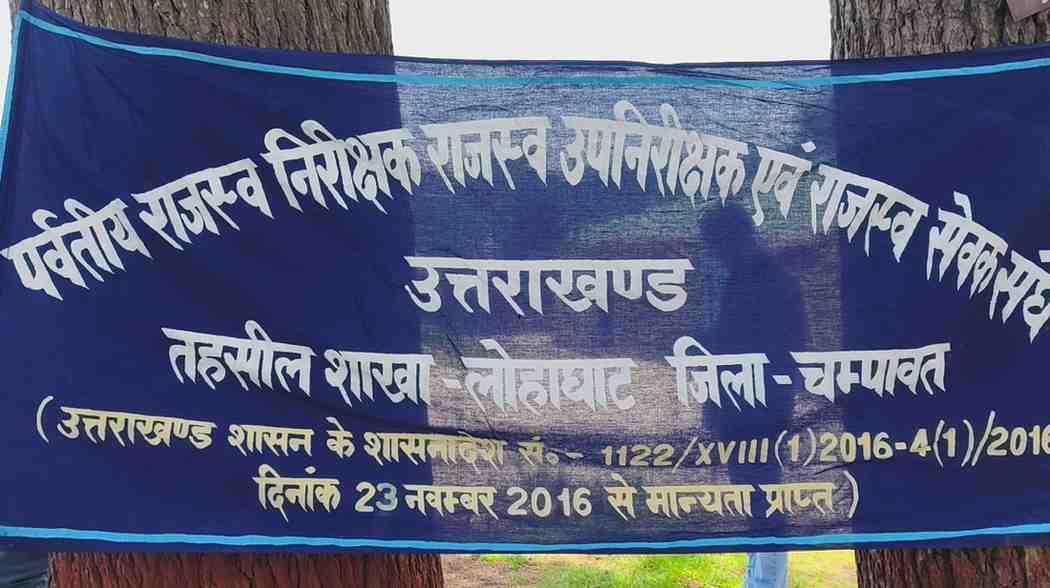 पर्वतीय राजस्व निरीक्षक राजस्व उपनिरीक्षक एवं राजस्व सेवक संघ
उत्तराखण्ड
तहसील शाखा - लोहाघाट जिला - चम्पावत
(उत्तराखण्ड शासन के शासनादेश सं०- 1122/XVIII(1)2016-4(1)/2016
दिनांक 23 नवम्बर 2016 से मान्यता प्राप्त)